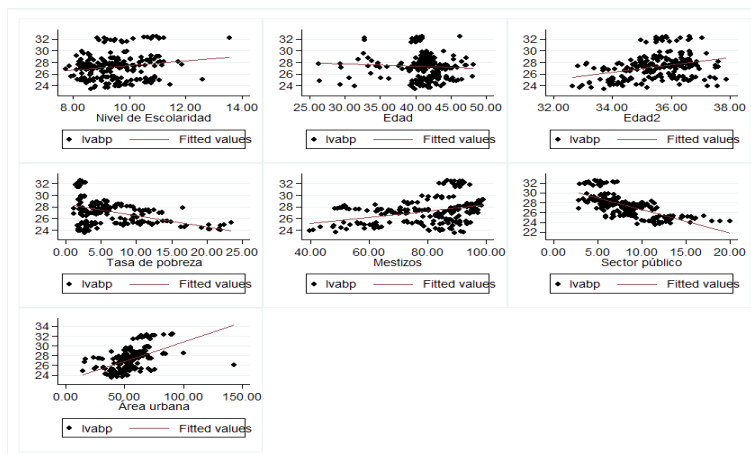 32
30
28
26
24
8.00 10.00 12.00 14.00
Nivel de Escolaridad
lvabp Fitted values
32
30
28
26
24
25.00 30.00 35.00 40.00 45.00 50.00
Edad
lvabp Fitted values
32
30
28
26
24
32.00 34.00 36.00 38.00
Edad2
lvabp Fitted values
32
30
28
26
24
0.00 5.00 10.00 15.00 20.00 25.00
Tasa de pobreza
lvabp Fitted values
32
30
28
26
24
40.00 60.00 80.00 100.00
Mestizos
lvabp Fitted values
32
30
28
26
24
22
0.00 5.00 10.00 15.00 20.00
Sector público
lvabp Fitted values
34
32
30
28
26
24
0.00 50.00 100.00 150.00
Área urbana
lvabp Fitted values